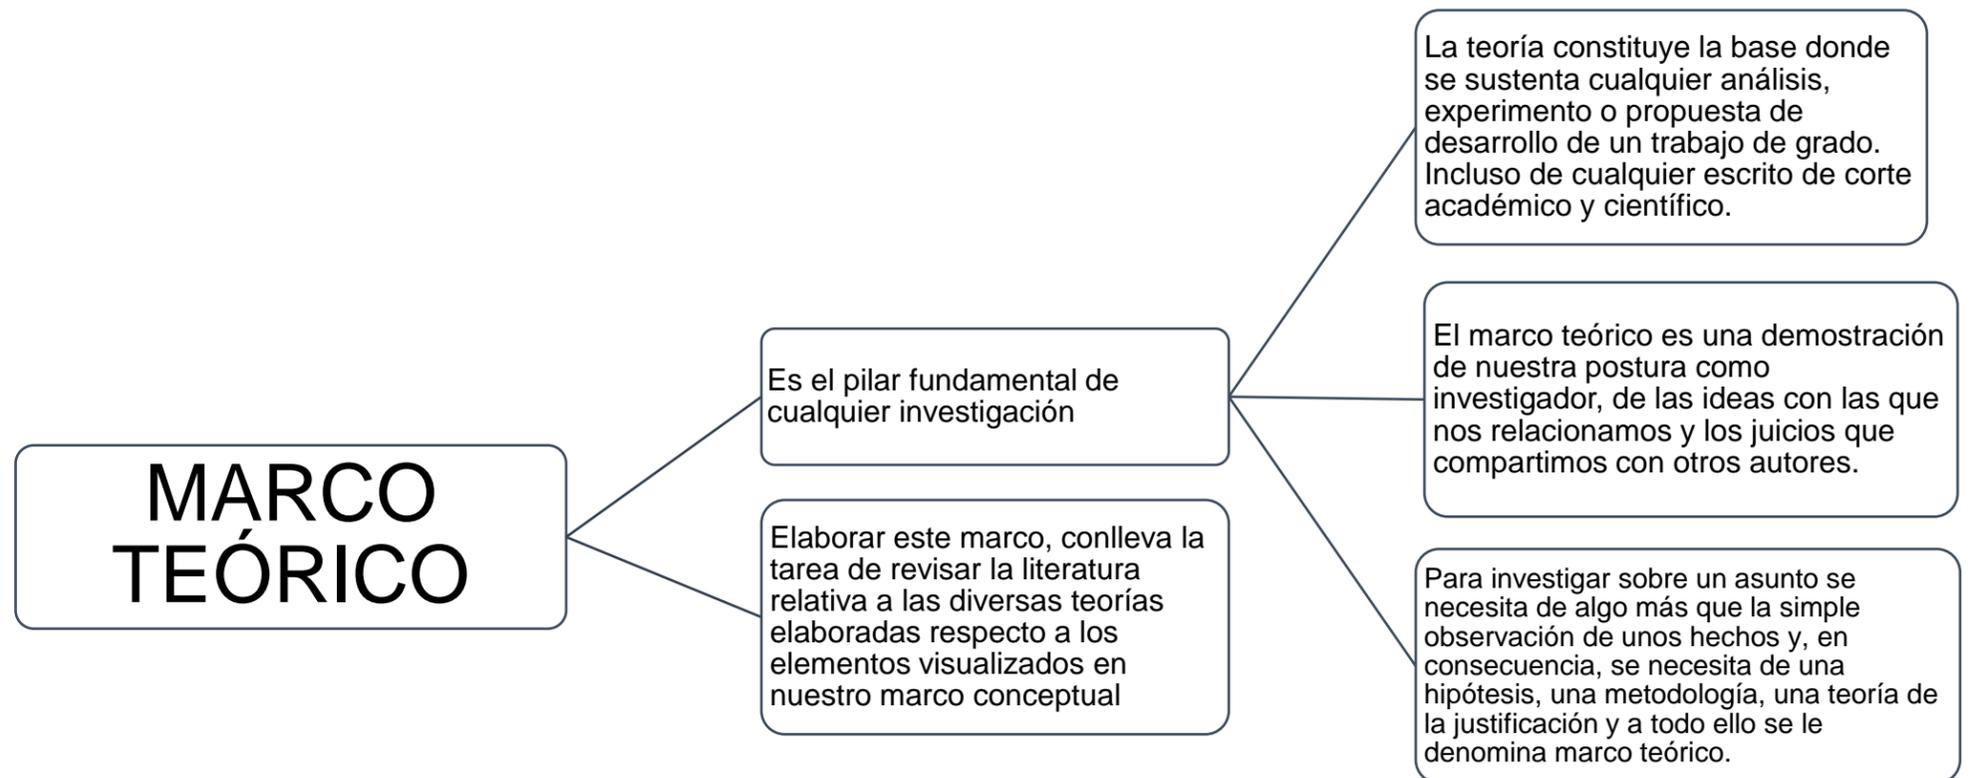 MARCO
TEÓRICO
Es el pilar fundamental de
cualquier investigación
Elaborar este marco, conlleva la
tarea de revisar la literatura
relativa a las diversas teorías
elaboradas respecto a los
elementos visualizados en
nuestro marco conceptual
La teoría constituye la base donde
se sustenta cualquier análisis,
experimento o propuesta de
desarrollo de un trabajo de grado.
Incluso de cualquier escrito de corte
académico y científico.
El marco teórico es una demostración
de nuestra postura como
investigador, de las ideas con las que
nos relacionamos y los juicios que
compartimos con otros autores.
Para investigar sobre un asunto se
necesita de algo más que la simple
observación de unos hechos y, en
consecuencia, se necesita de una
hipótesis, una metodología, una teoría de
la justificación y a todo ello se le
denomina marco teórico.